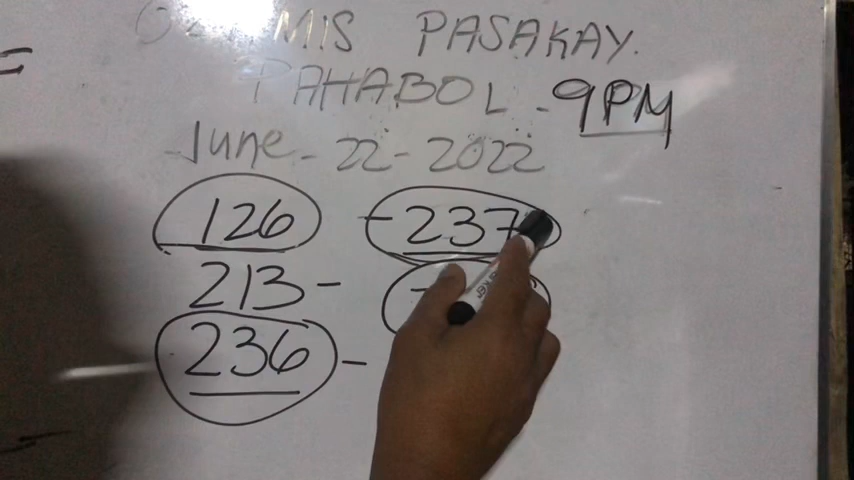 MIS PASAKAY.
PAHABOL - 9PM
June - 22 - 2022
126 - 237
213 -
236 -